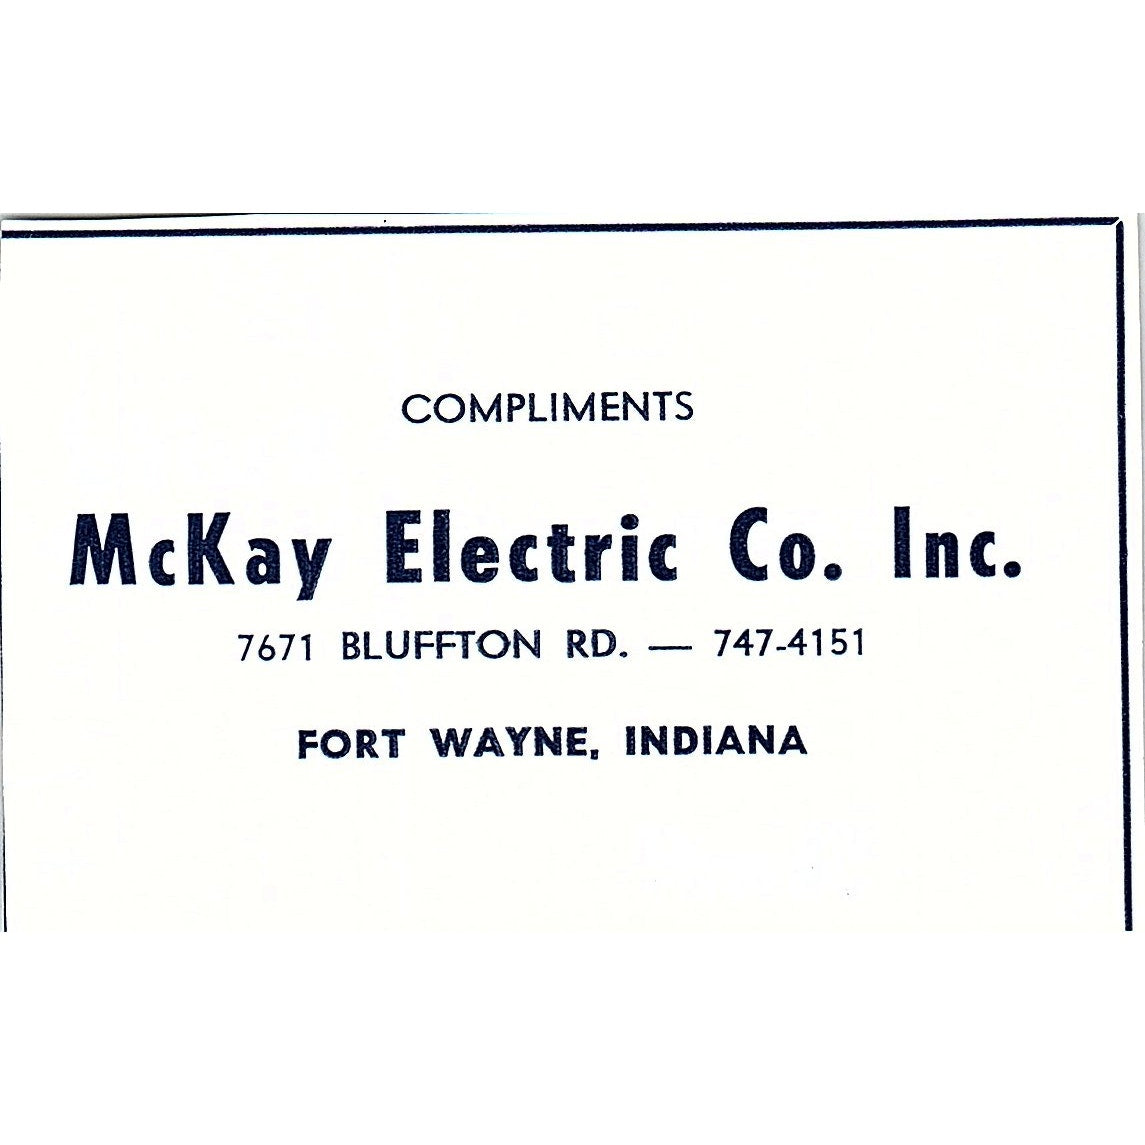 COMPLIMENTS
McKay Electric Co. Inc.
7671 BLUFFTON RD. — 747-4151
FORT WAYNE, INDIANA